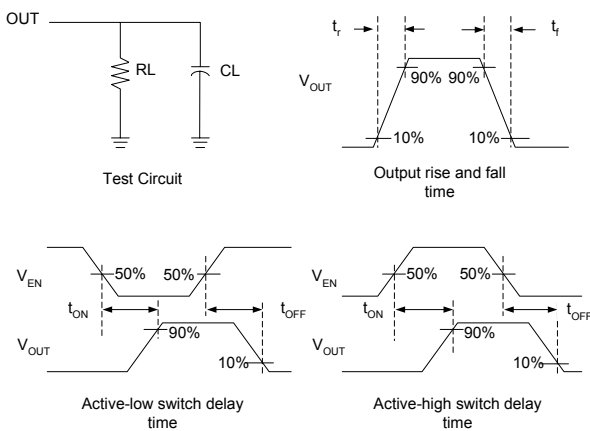 OUT
RL
CL
Test Circuit
tr
tf
VOUT
90%
90%
10%
10%
Output rise and fall
time
VEN
50%
50%
tON
tOFF
VOUT
90%
10%
Active-low switch delay
time
VEN
50%
50%
tON
tOFF
VOUT
90%
10%
Active-high switch delay
time